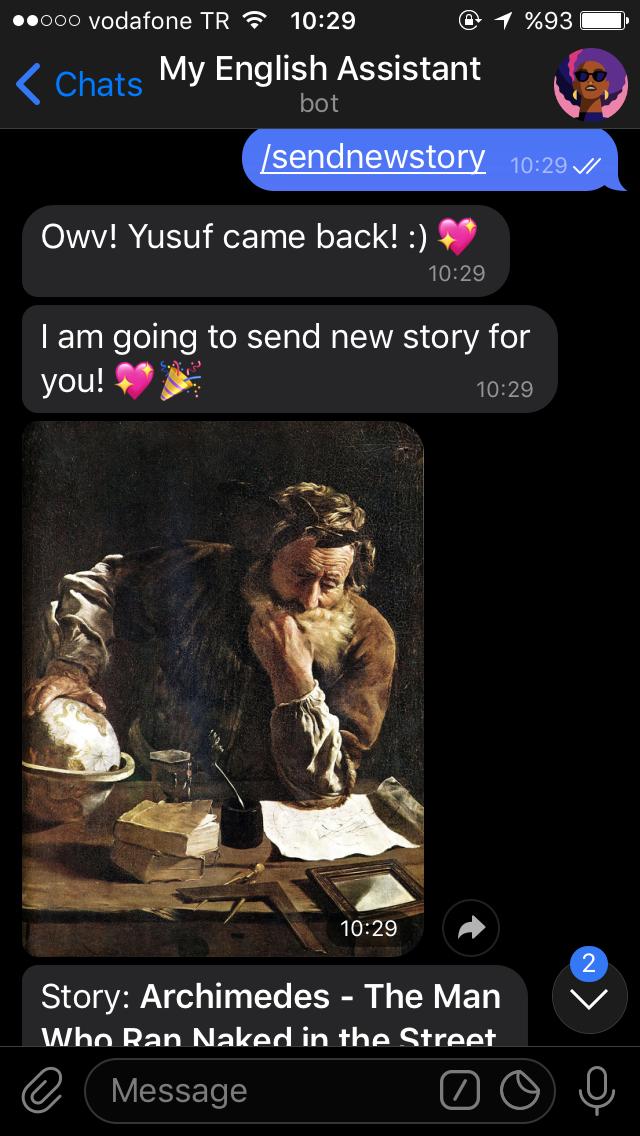 vodafone TR 10:29 %93
Chats My English Assistant
bot
/sendnewstory 10:29
Owv! Yusuf came back! :) 💖
10:29
I am going to send new story for
you! 💖🎉 10:29
10:29
2
Story: Archimedes - The Man
Who Ran Naked in the Street
Message